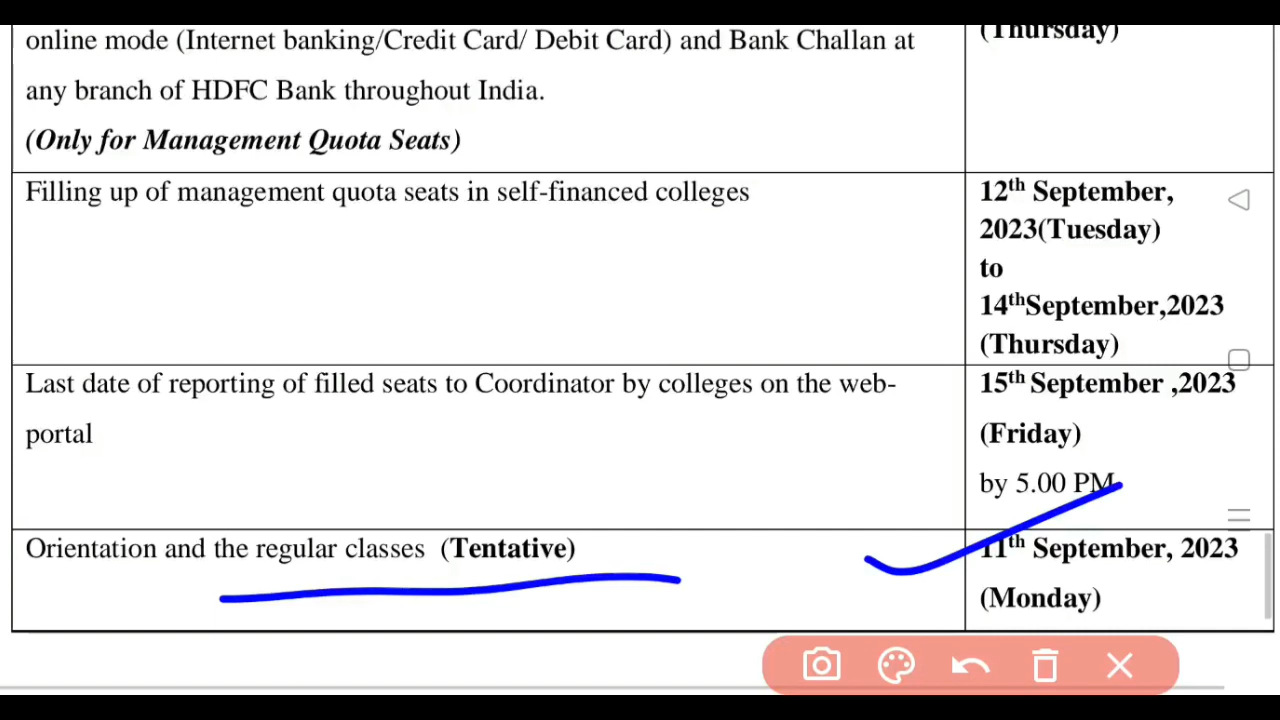 online mode (Internet banking/Credit Card/ Debit Card) and Bank Challan at
any branch of HDFC Bank throughout India.
(Only for Management Quota Seats)
(Thursday)
Filling up of management quota seats in self-financed colleges
12th September,
2023(Tuesday)
to
14thSeptember,2023
(Thursday)
Last date of reporting of filled seats to Coordinator by colleges on the web-
portal
15th September ,2023
(Friday)
by 5.00 PM
Orientation and the regular classes (Tentative)
11th September, 2023
(Monday)